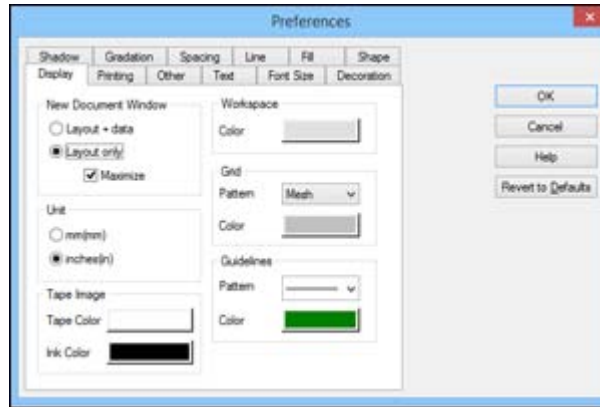 Preferences
Shadow Gradation Spacing Line Fill Shape
Display Printing Other Text Font Size Decoration
New Document Window
Layout + data
Layout only
Maximize
Unit
mm(mm)
inches(in)
Tape Image
Tape Color
Ink Color
Workspace
Color
Grid
Pattern Mesh
Color
Guidelines
Pattern
Color
OK
Cancel
Help
Revert to Defaults